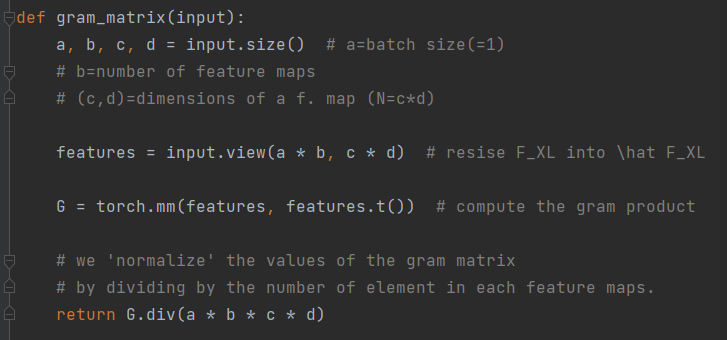 def gram_matrix(input):
a, b, c, d = input.size()  # a=batch size(=1)
# b=number of feature maps
# (c,d)=dimensions of a f. map (N=c*d)
features = input.view(a * b, c * d)  # resise F_XL into \hat F_XL
G = torch.mm(features, features.t())  # compute the gram product
# we 'normalize' the values of the gram matrix
# by dividing by the number of element in each feature maps.
return G.div(a * b * c * d)